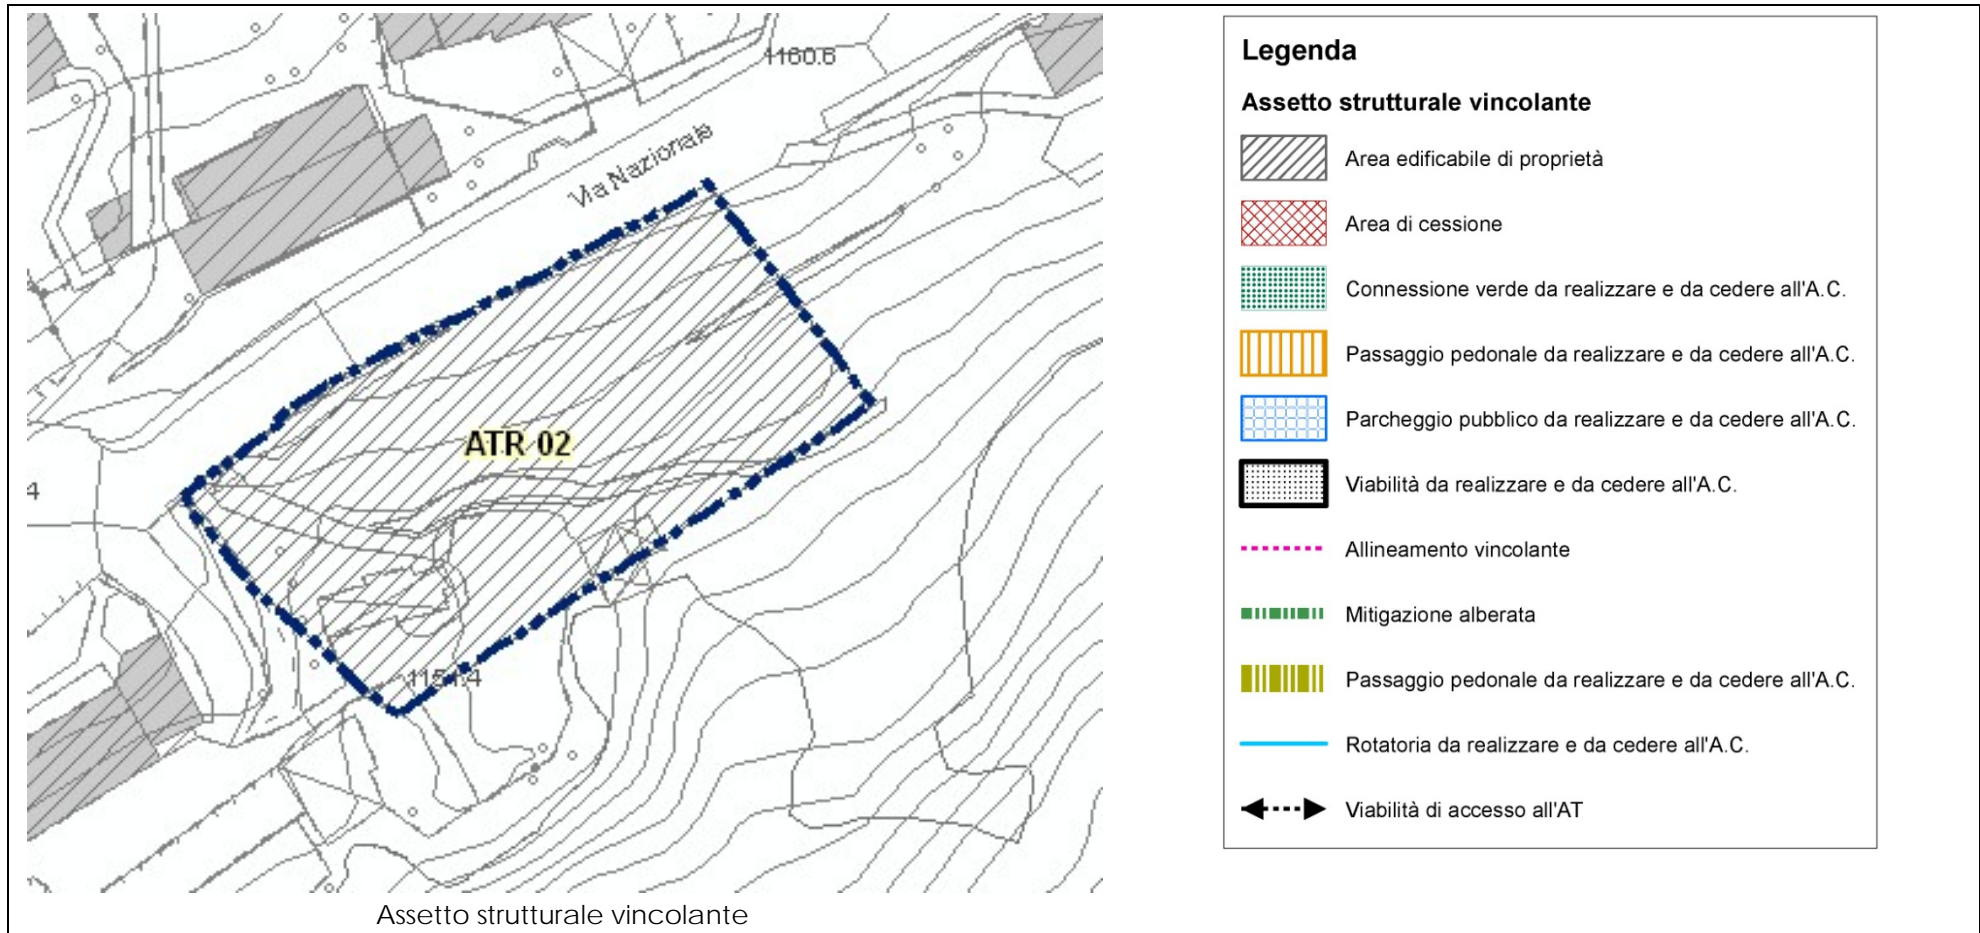 1160.6
Via Nazionale
ATR 02
4
1151.4
Assetto strutturale vincolante
Legenda
Assetto strutturale vincolante
Area edificabile di proprietà
Area di cessione
Connessione verde da realizzare e da cedere all'A.C.
Passaggio pedonale da realizzare e da cedere all'A.C.
Parcheggio pubblico da realizzare e da cedere all'A.C.
Viabilità da realizzare e da cedere all'A.C.
Allineamento vincolante
Mitigazione alberata
Passaggio pedonale da realizzare e da cedere all'A.C.
Rotatoria da realizzare e da cedere all'A.C.
Viabilità di accesso all'AT